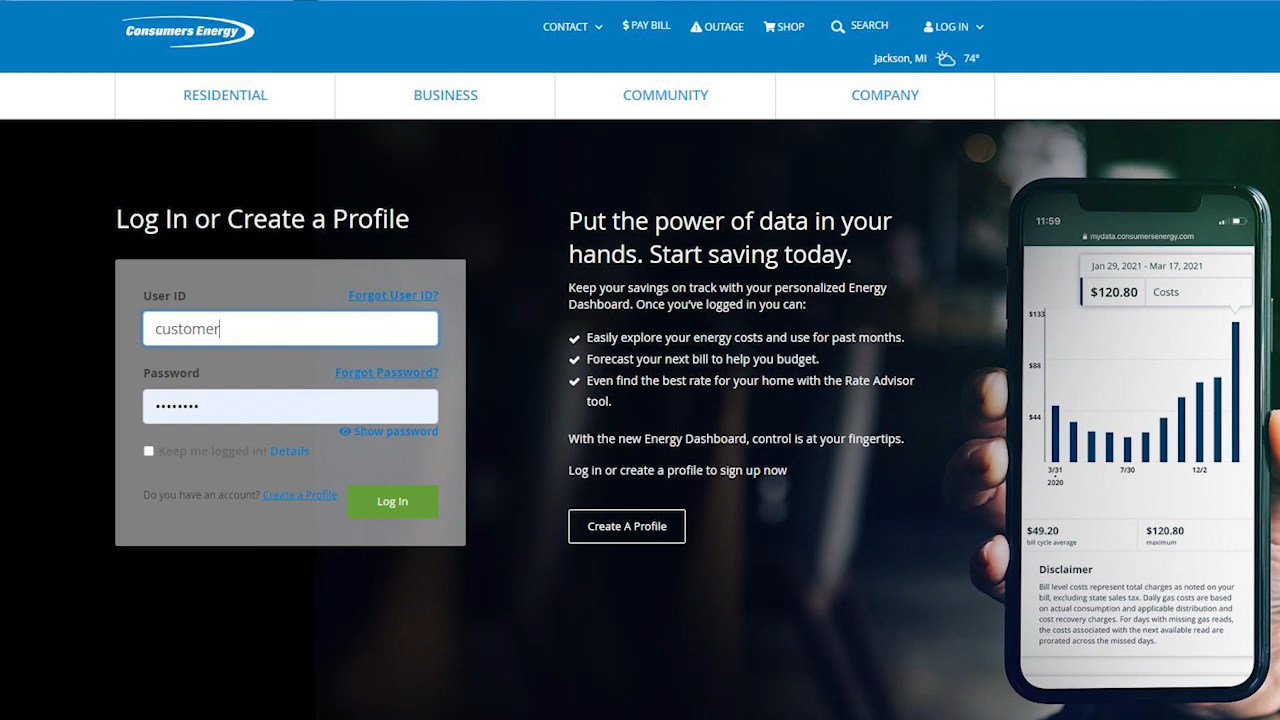 Consumers Energy
CONTACT
$ PAY BILL
OUTAGE
SHOP
SEARCH
LOG IN
Jackson, MI
74°
RESIDENTIAL
BUSINESS
COMMUNITY
COMPANY
Log In or Create a Profile
User ID
Forgot User ID?
customer
Password
Forgot Password?
Show password
Keep me logged in! Details
Do you have an account? Create a Profile
Log In
Put the power of data in your
hands. Start saving today.
Keep your savings on track with your personalized Energy
Dashboard. Once you've logged in you can:
Easily explore your energy costs and use for past months.
Forecast your next bill to help you budget.
Even find the best rate for your home with the Rate Advisor
tool.
With the new Energy Dashboard, control is at your fingertips.
Log in or create a profile to sign up now
Create A Profile
11:59
mydata.consumersenergy.com
Jan 29, 2021 - Mar 17, 2021
$120.80
Costs
$133
$88
$44
3/31
7/30
12/2
2020
$49.20
bill cycle average
$120.80
maximum
Disclaimer
Bill level costs represent total charges as noted on your
bill, excluding state sales tax. Daily gas costs are based
on actual consumption and applicable distribution and
cost recovery charges. For days with missing gas reads,
the costs associated with the next available read are
prorated across the missed days.